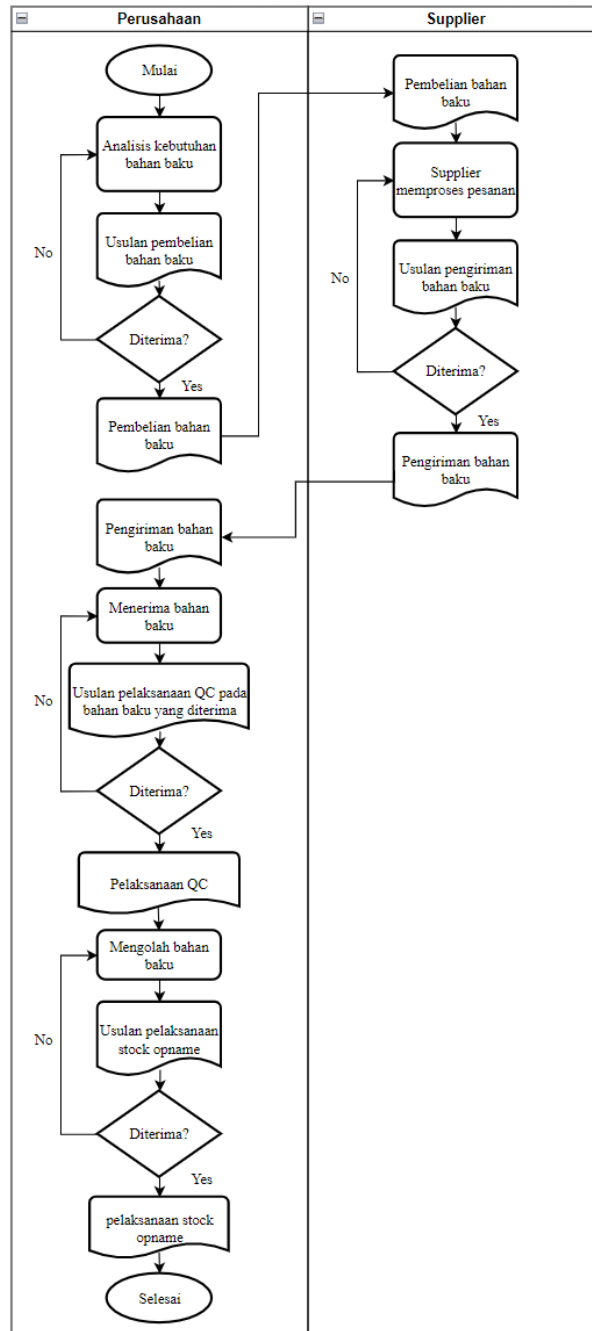 Perusahaan
Supplier
Mulai
Analisis kebutuhan
bahan baku
No
Usulan pembelian
bahan baku
Diterima?
Yes
Pembelian bahan
baku
Pembelian bahan
baku
Supplier
memproses pesanan
No
Usulan pengiriman
bahan baku
Diterima?
Yes
Pengiriman bahan
baku
Pengiriman bahan
baku
Menerima bahan
baku
No
Usulan pelaksanaan QC pada
bahan baku yang diterima
Diterima?
Yes
Pelaksanaan QC
Mengolah bahan
baku
No
Usulan pelaksanaan
stock opname
Diterima?
Yes
pelaksanaan stock
opname
Selesai